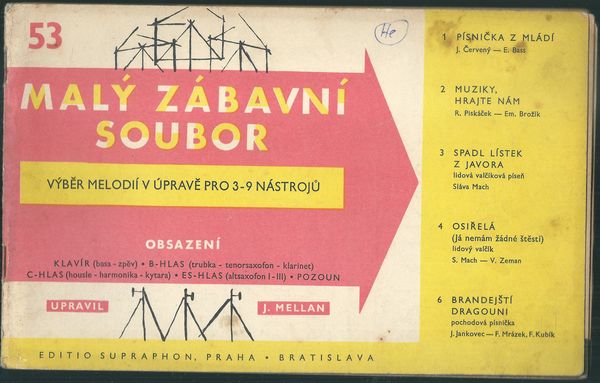 53
He
MALÝ ZÁBAVNÍ
SOUBOR
VÝBĚR MELODIÍ V ÚPRAVĚ PRO 3-9 NÁSTROJŮ
OBSAZENÍ
KLAVÍR (basa - zpěv) • B-HLAS (trubka - tenorsaxofon - klarinet)
C-HLAS (housle - harmonika - kytara) • ES-HLAS (altsaxofon I-III) • POZOUN
UPRAVIL J. MELLAN
EDITIO SUPRAPHON, PRAHA • BRATISLAVA
1 PÍSNIČKA Z MLÁDÍ
J. Červený — E. Bass
2 MUZIKY,
HRAJTE NÁM
R. Piskáček — Em. Brožík
3 SPADL LÍSTEK
Z JAVORA
lidová valčíková píseň
Sláva Mach
4 OSIŘELÁ
(Já nemám žádné štěstí)
lidový valčík
S. Mach — V. Zeman
6 BRANDEJŠTÍ
DRAGOUNI
pochodová písnička
J. Jankovec — F. Mrázek, F. Kubík